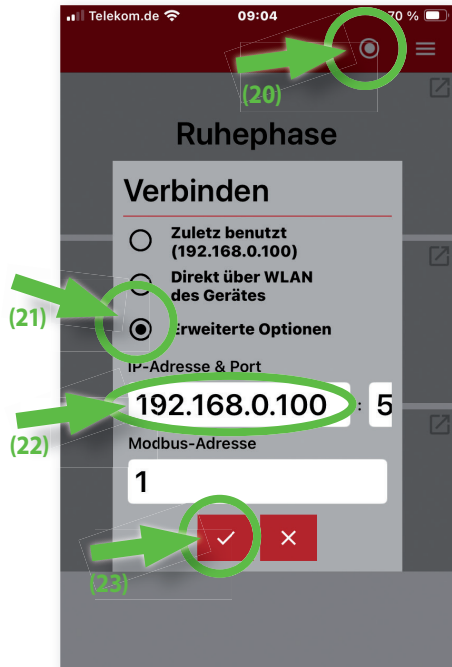 Telekom.de 09:04 70 %
(20)
Ruhephase
Verbinden
Zuletz benutzt
(192.168.0.100)
Direkt über WLAN
des Gerätes
(21)
Erweiterte Optionen
IP-Adresse & Port
192.168.0.100 : 5
(22)
Modbus-Adresse
1
(23)